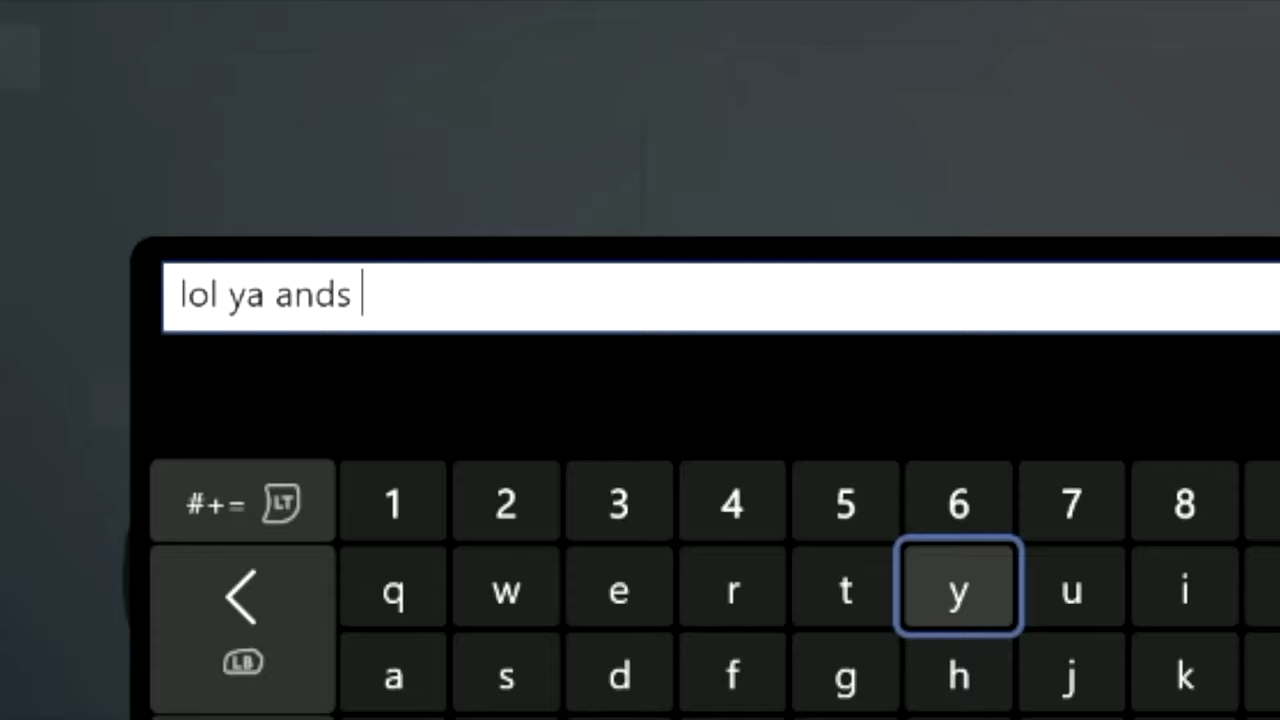 lol ya ands
#+= LT 1 2 3 4 5 6 7 8
q w e r t y u i
LB
a s d f g h j k